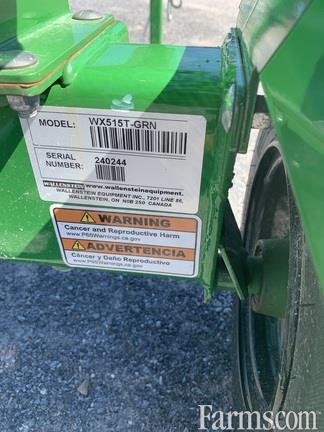 MODEL: WX515T-GRN
SERIAL NUMBER: 240244
WALLENSTEIN www.wallensteinequipment.
WALLENSTEIN EQUIPMENT INC., 7201 LINE 86,
WALLENSTEIN, ON N0B 2S0 CANADA
WARNING
Cancer and Reproductive Harm
www.P65Warnings.ca.gov
ADVERTENCIA
Cáncer y Daño Reproductivo
www.P65Warnings.ca.gov
Farms.com